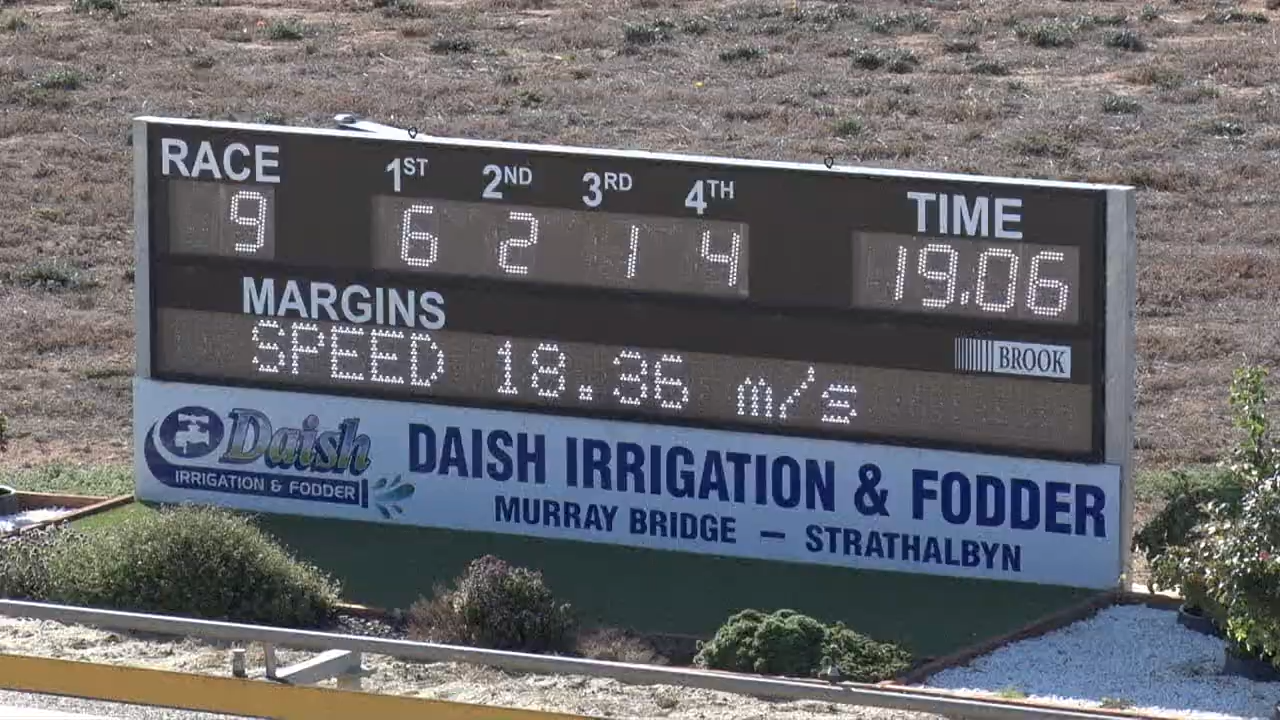 RACE 1ST 2ND 3RD 4TH TIME
9 6 2 1 4 19.06
MARGINS
BROOK
SPEED 18.36 m/s
Daish
IRRIGATION & FODDER
DAISH IRRIGATION & FODDER
MURRAY BRIDGE – STRATHALBYN